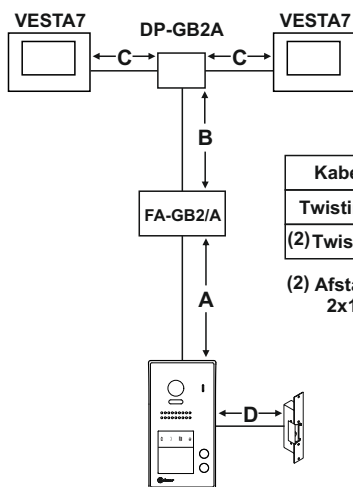 VESTA7 DP-GB2A VESTA7
C C
B
Kabe
FA-GB2/A
Twisti
(2) Twis
A
(2) Afsta
2x1
D